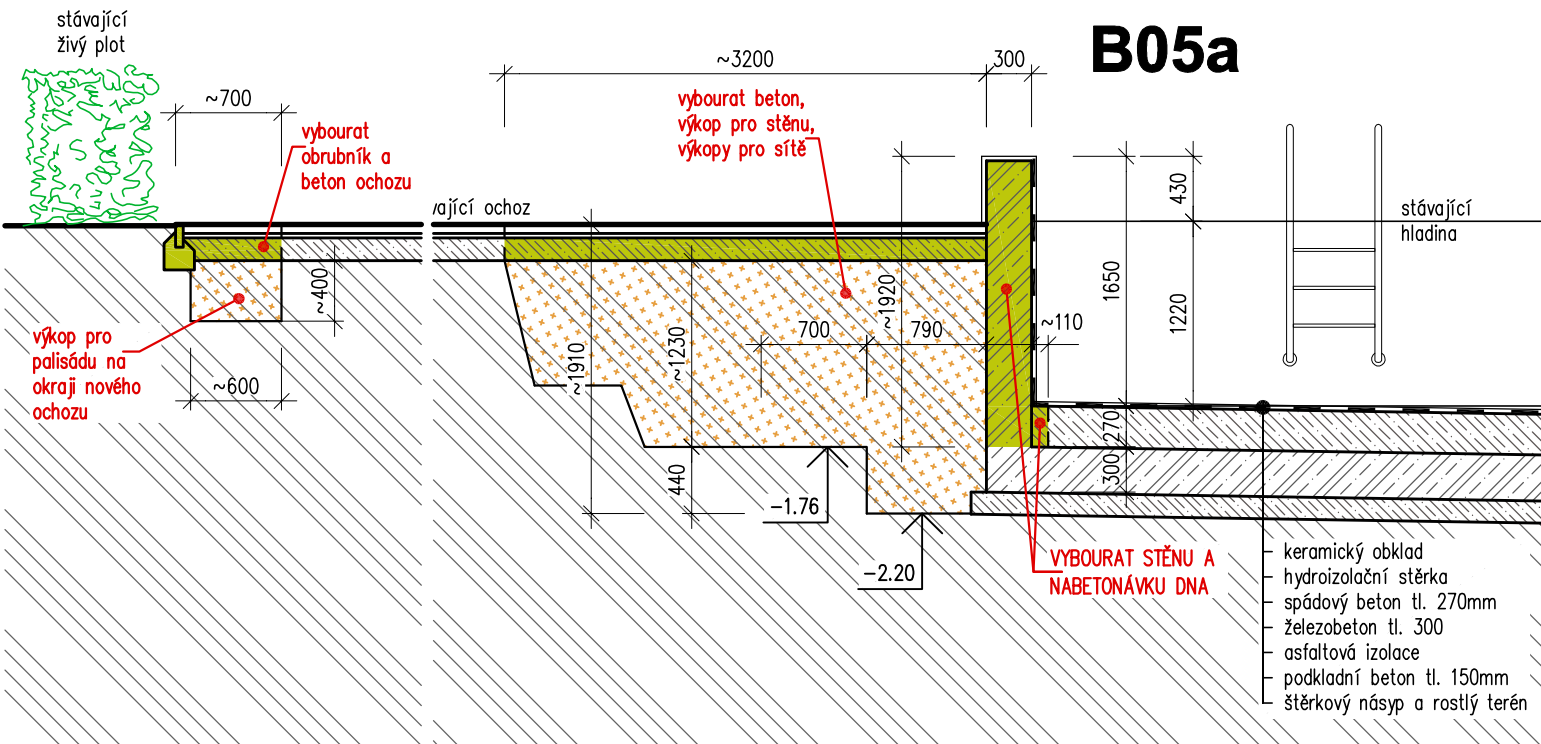 stávající
živý plot
B05a
~3200
300
~700
vybourat
obrubník a
beton ochozu
vybourat beton,
výkop pro stěnu,
výkopy pro sítě
430
vající ochoz
stávající
hladina
~400
~1910
~1230
~1920
700
790
~110
1650
1220
výkop pro
palisádu na
okraji nového
ochozu
~600
270
300
440
-1.76
-2.20
VYBOURAT STĚNU A
NABETONÁVKU DNA
keramický obklad
hydroizolační stěrka
spádový beton tl. 270mm
železobeton tl. 300
asfaltová izolace
podkladní beton tl. 150mm
štěrkový násyp a rostlý terén